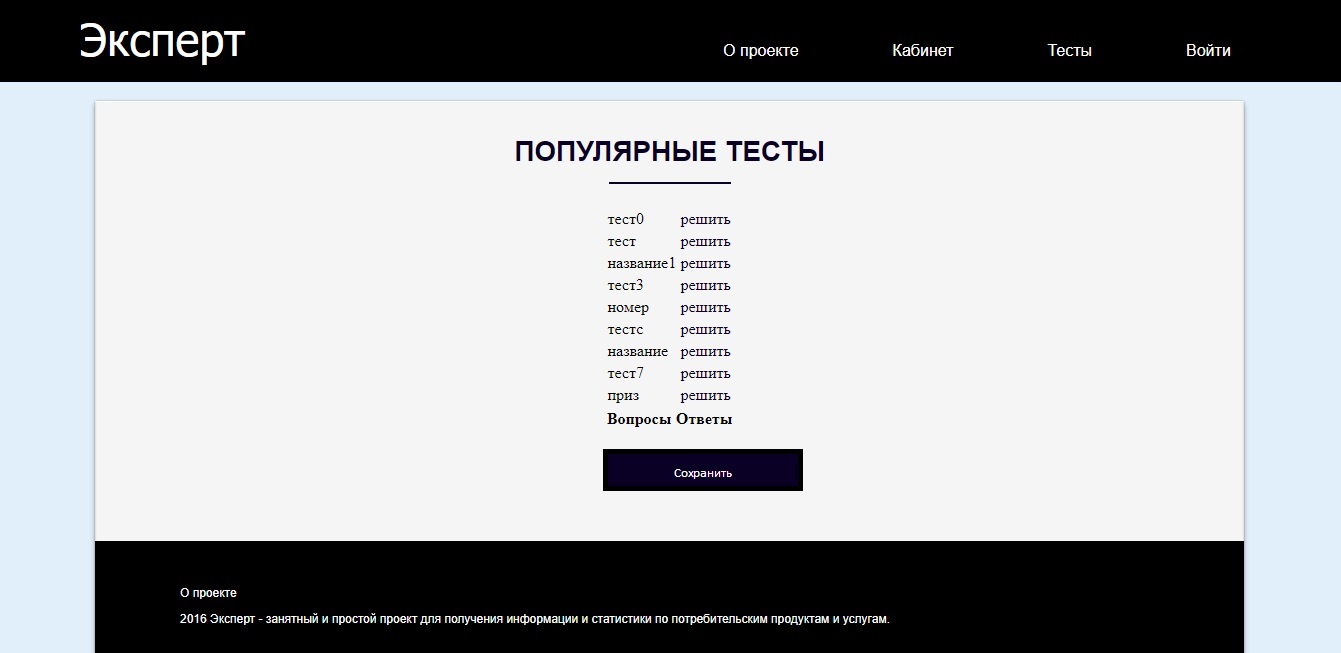 Эксперт
О проекте Кабинет Тесты Войти
ПОПУЛЯРНЫЕ ТЕСТЫ
тест0 решить
тест решить
название1 решить
тест3 решить
номер решить
тестс решить
название решить
тест7 решить
приз решить
Вопросы Ответы
Сохранить
О проекте
2016 Эксперт - занятный и простой проект для получения информации и статистики по потребительским продуктам и услугам.